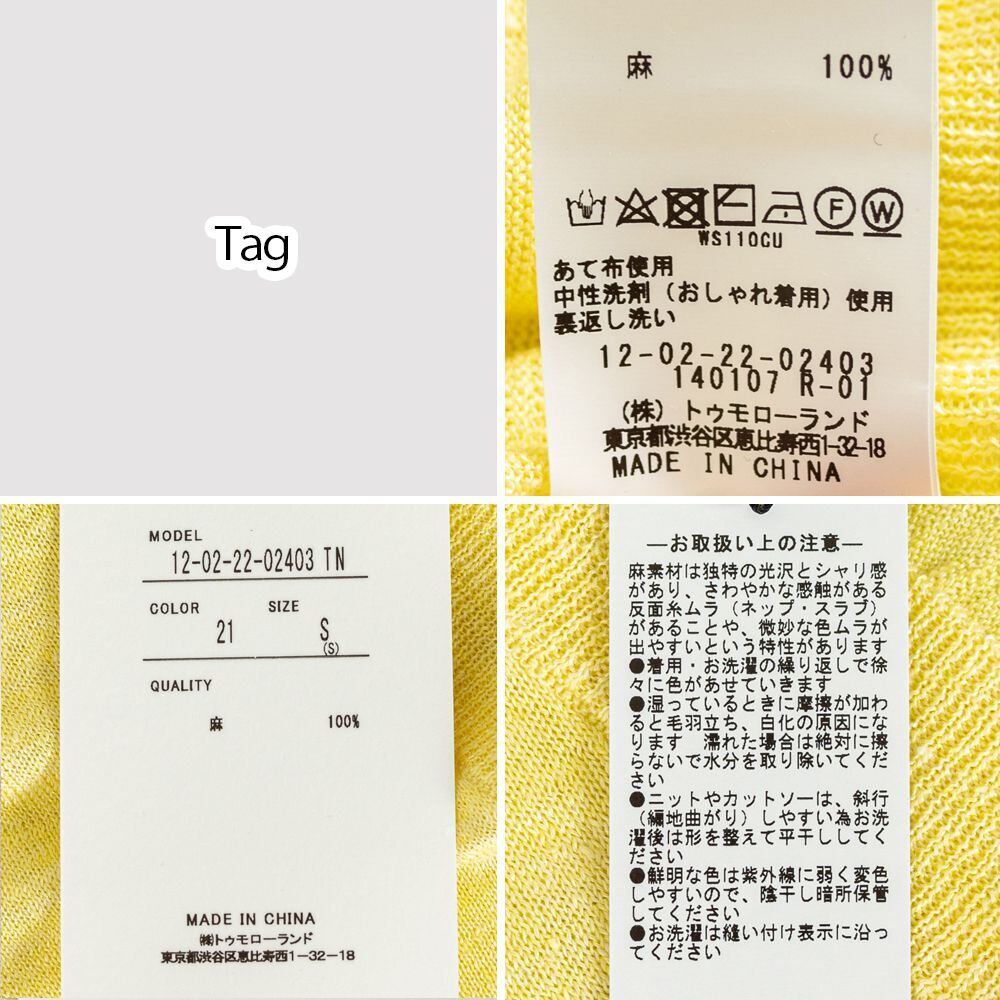 Tag
麻 100%
WS110CU
あて布使用
中性洗剤（おしゃれ着用）使用
裏返し洗い
12-02-22-02403
140107 R-01
（株）トゥモローランド
東京都渋谷区恵比寿西1-32-18
MADE IN CHINA
MODEL
12-02-22-02403 TN
COLOR SIZE
21 S
(S)
QUALITY
麻 100%
MADE IN CHINA
㈱トゥモローランド
東京都渋谷区恵比寿西1-32-18
―お取扱い上の注意―
麻素材は独特の光沢とシャリ感
があり、さわやかな感触がある
反面糸ムラ（ネップ・スラブ）
があることや、微妙な色ムラが
出やすいという特性があります
●着用・お洗濯の繰り返しで徐
々に色があせていきます
●湿っているときに摩擦が加わ
ると毛羽立ち、白化の原因にな
ります　濡れた場合は絶対に擦
らないで水分を取り除いてくだ
さい
●ニットやカットソーは、斜行
（編地曲がり）しやすい為お洗
濯後は形を整えて平干ししてく
ださい
●鮮明な色は紫外線に弱く変色
しやすいので、陰干し暗所保管
してください
●お洗濯は縫い付け表示に沿っ
てください